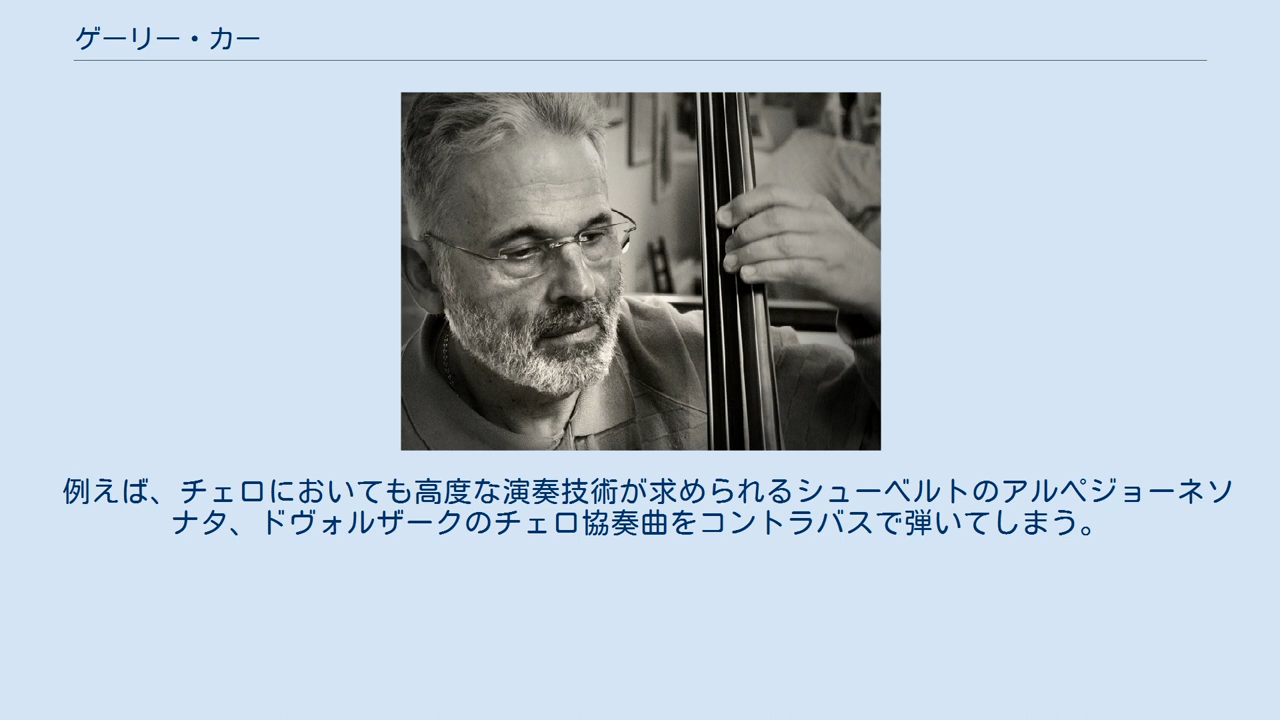 ゲーリー・カー
例えば、チェロにおいても高度な演奏技術が求められるシューベルトのアルペジョーネソ
ナタ、ドヴォルザークのチェロ協奏曲をコントラバスで弾いてしまう。